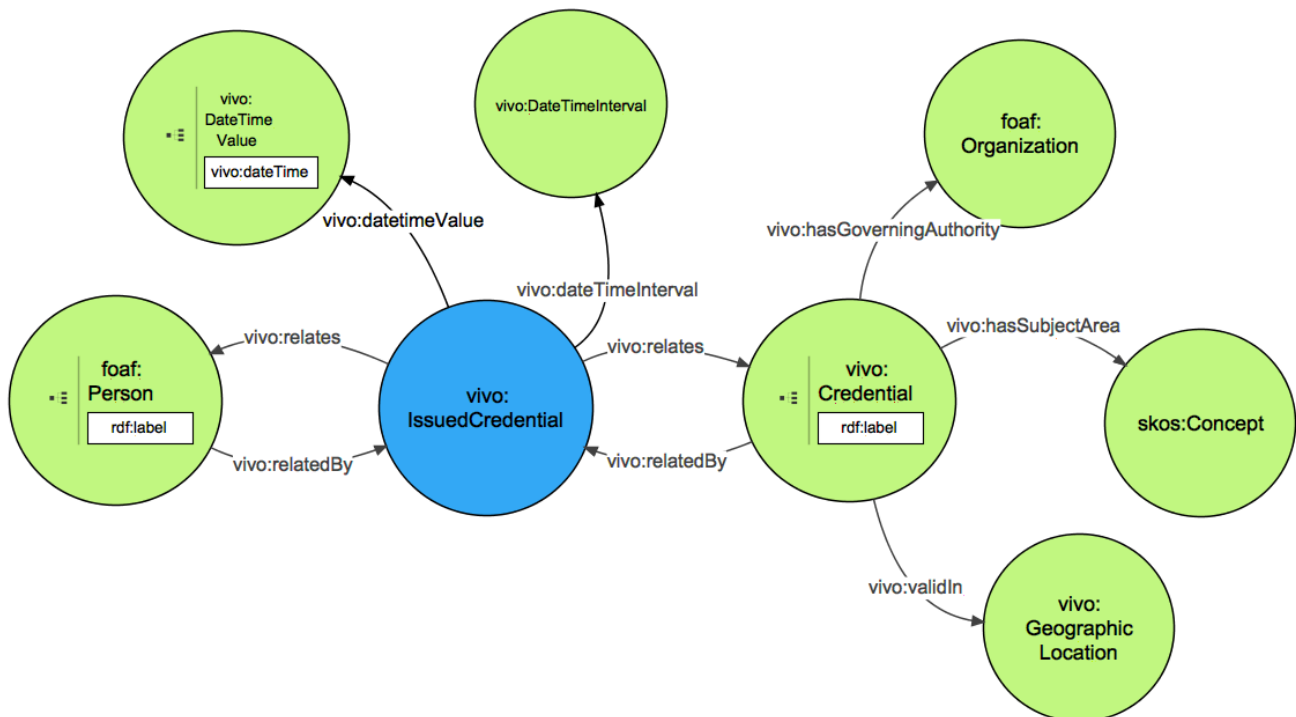 vivo:
DateTime
Value
vivo:dateTime
vivo:DateTimeInterval
foaf:
Organization
vivo:datetimeValue
vivo:hasGoverningAuthority
vivo:dateTimeInterval
vivo:relates
vivo:relates
vivo:hasSubjectArea
foaf:
Person
rdf:label
vivo:
IssuedCredential
vivo:
Credential
rdf:label
skos:Concept
vivo:relatedBy
vivo:relatedBy
vivo:validIn
vivo:
Geographic
Location